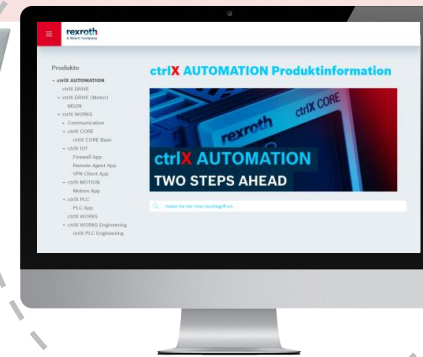 rexroth
A Bosch Company
Produkte
ctrlX AUTOMATION
ctrlX DRIVE
ctrlX DRIVE (Motor)
MS2N
ctrlX WORKS
Communication
ctrlX CORE
ctrlX CORE Base
ctrlX IOT
Firewall App
Remote Agent App
VPN Client App
ctrlX MOTION
Motion App
ctrlX PLC
PLC App
ctrlX WORKS
ctrlX WORKS Engineering
ctrlX PLC Engineering
ctrlX AUTOMATION Produktinformation
rexroth
ctrlX CORE
ctrlX AUTOMATION
TWO STEPS AHEAD